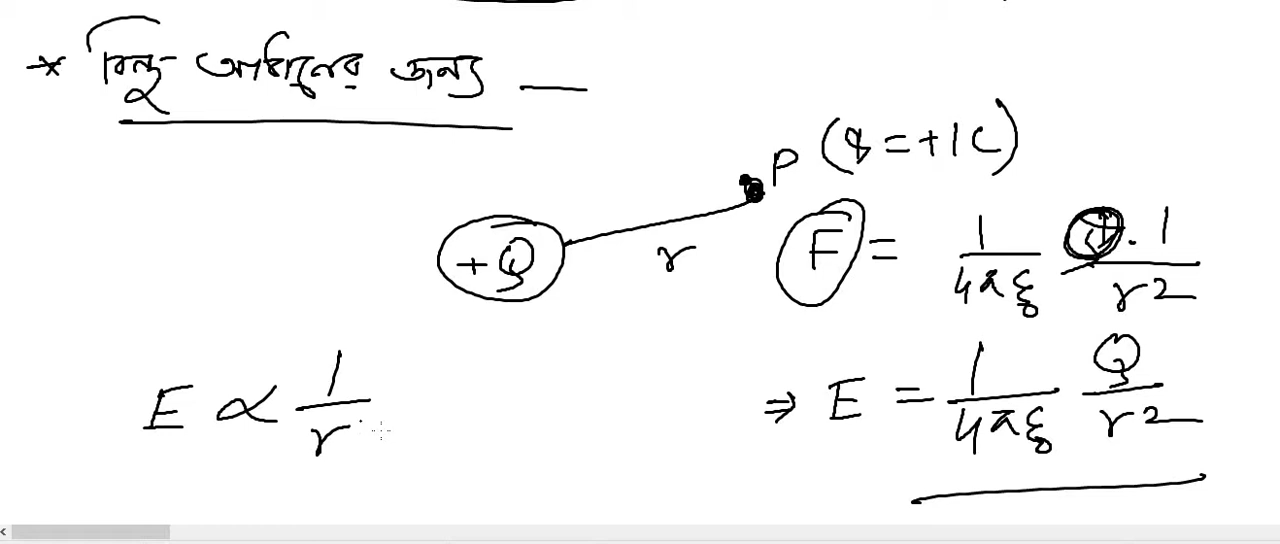 * বিন্দু আধানের জন্য —
P (q = +1C)
+Q
r
F = 1/4πε₀ Q·1/r²
E ∝ 1/r
⇒ E = 1/4πε₀ Q/r²